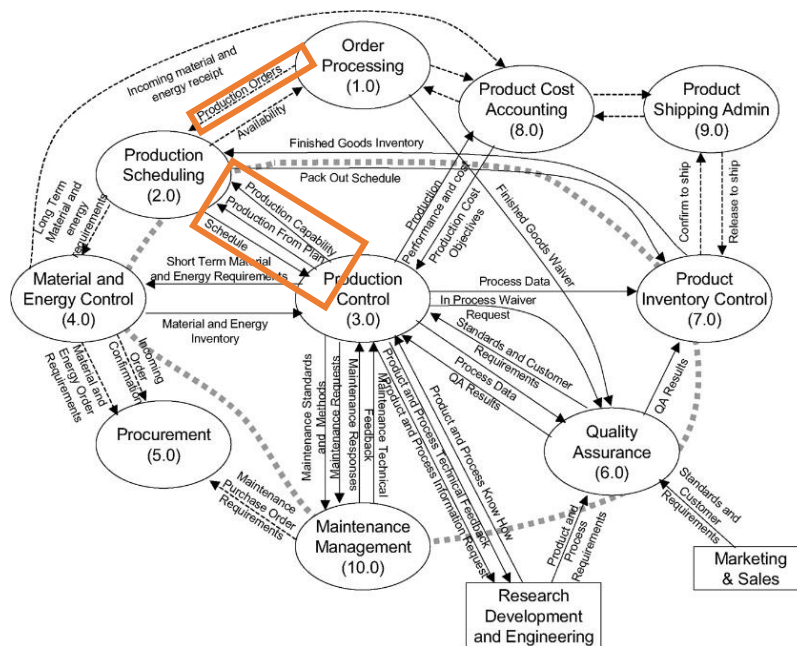 Order
Processing
(1.0)
Incoming material and
energy receipt
Production Orders
Availability
Product Cost
Accounting
(8.0)
Product
Shipping Admin
(9.0)
Production
Scheduling
(2.0)
Finished Goods Inventory
Pack Out Schedule
Long Term
Material and
energy
requirements
Production Capability
Production From Plan
Schedule
Production
Performance and cost
Production Cost
Objectives
Finished Goods Waiver
Confirm to ship
Release to ship
Material and
Energy Control
(4.0)
Short Term Material
and Energy Requirements
Material and Energy
Inventory
Production
Control
(3.0)
Process Data
In Process Waiver
Request
Product
Inventory Control
(7.0)
Standards and Customer
Requirements
Process Data
QA Results
QA Results
Material and
Energy Order
Requirements
Incoming
Order
Confirmation
Procurement
(5.0)
Maintenance Standards
and Methods
Maintenance Requests
Maintenance Responses
Feedback
Maintenance Technical
Product and Process Know How
Product and Process Technical Feedback
Product and Process Information Request
Quality
Assurance
(6.0)
Maintenance
Purchase Order
Requirements
Maintenance
Management
(10.0)
Product and
Process
Requirements
Standards and
Customer
Requirements
Marketing
& Sales
Research
Development
and Engineering